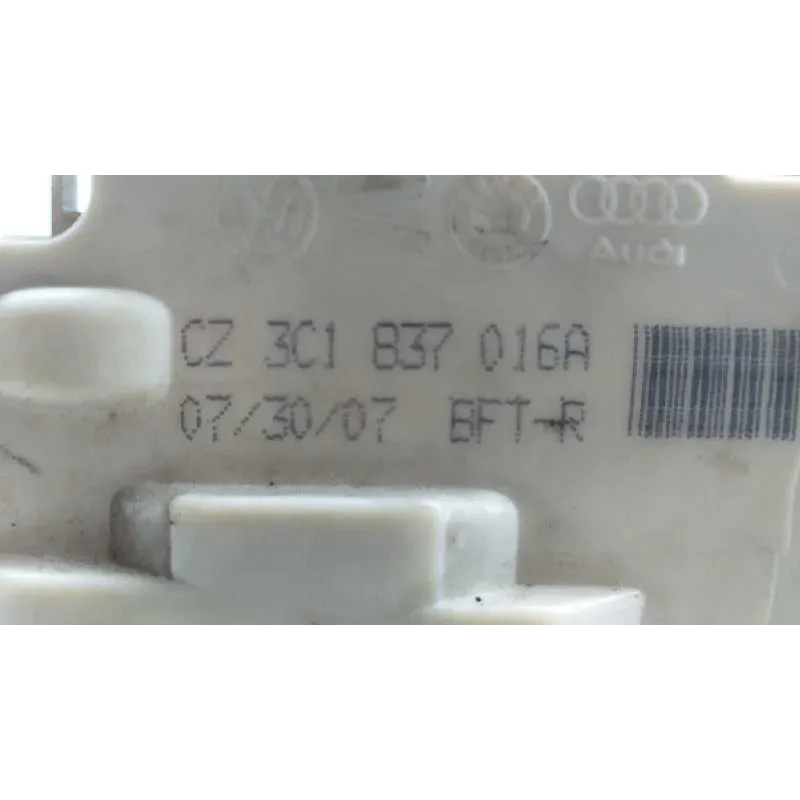 Audi
CZ 3C1 837 016A
07/30/07 BFT-R